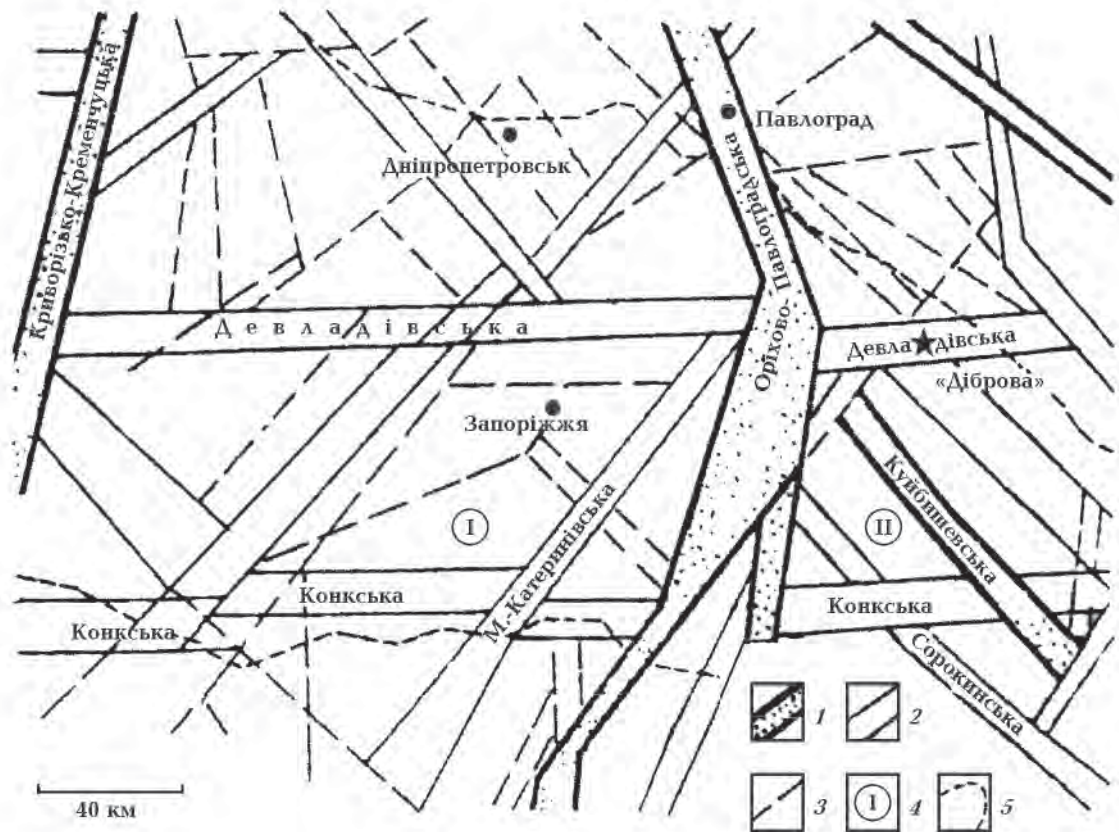 Криворізько-Кременчуцька
Павлоград
Дніпропетровськ
Оріхово-Павлоградська
Девладівська
Девладівська
«Діброва»
Запоріжжя
Куйбишевська
I
II
М.-Катеринівська
Конкська
Конкська
Конкська
Сорокинська
1
2
40 км
3
I
4
5